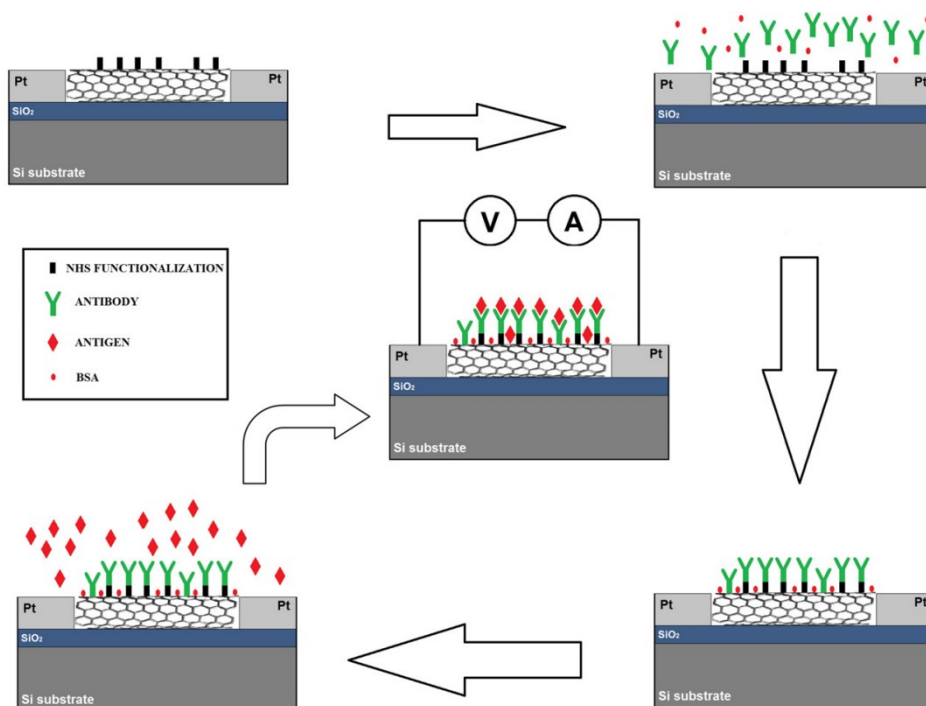 Pt
Pt
SiO₂
Si substrate
Pt
Pt
SiO₂
Si substrate
V
A
NHS FUNCTIONALIZATION
ANTIBODY
ANTIGEN
BSA
Pt
Pt
SiO₂
Si substrate
Pt
Pt
SiO₂
Si substrate
Pt
Pt
SiO₂
Si substrate